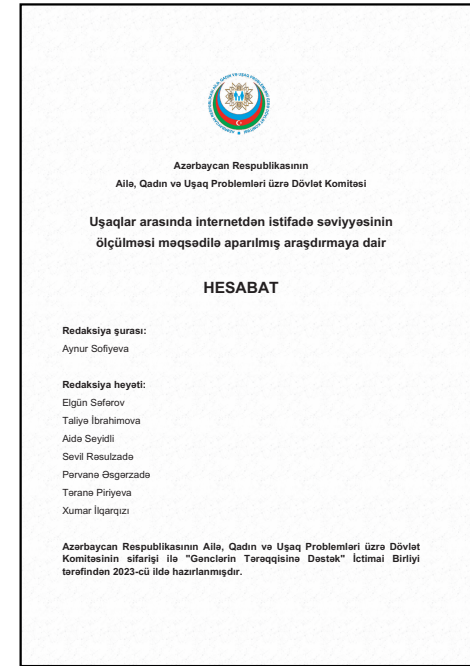 Azərbaycan Respublikasının
Ailə, Qadın və Uşaq Problemləri üzrə Dövlət Komitəsi
Uşaqlar arasında internetdən istifadə səviyyəsinin
ölçülməsi məqsədilə aparılmış araşdırmaya dair
HESABAT
Redaksiya şurası:
Aynur Sofiyeva
Redaksiya heyəti:
Elgün Səfərov
Taliyə İbrahimova
Aidə Seyidli
Sevil Rəsulzadə
Pərvanə Əsgərzadə
Təranə Piriyeva
Xumar İlqarqızı
Azərbaycan Respublikasının Ailə, Qadın və Uşaq Problemləri üzrə Dövlət
Komitəsinin sifarişi ilə "Gənclərin Tərəqqisinə Dəstək" İctimai Birliyi
tərəfindən 2023-cü ildə hazırlanmışdır.